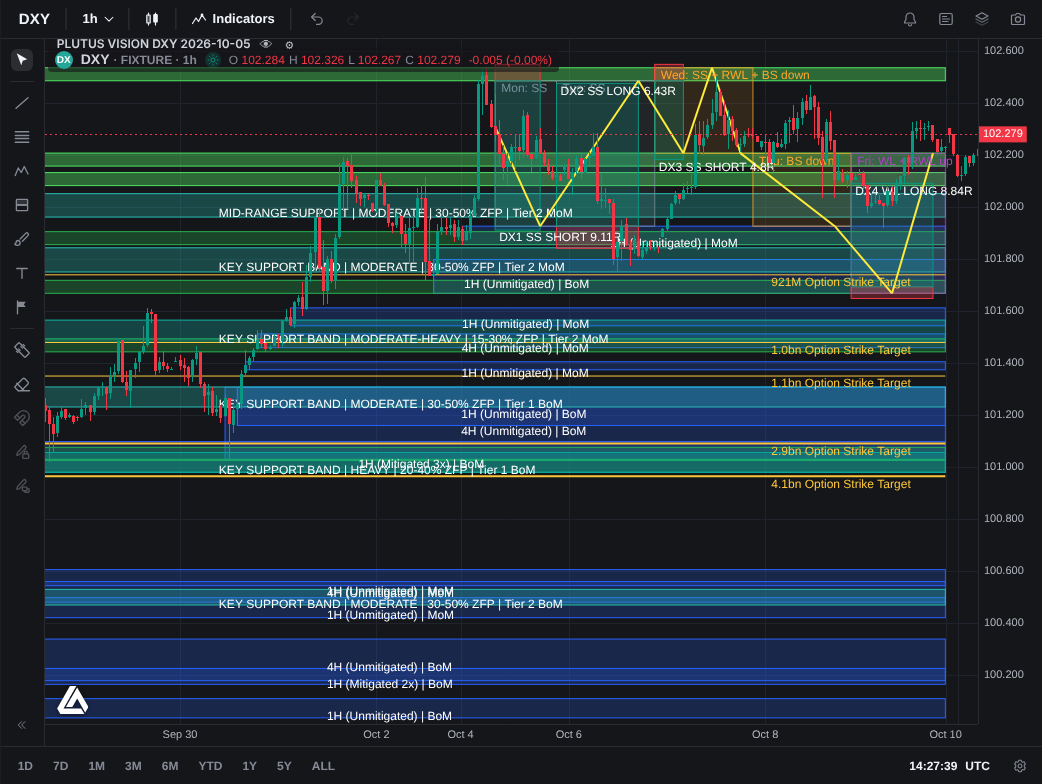 DXY 1h Indicators
PLUTUS VISION DXY 2026-10-05
DX DXY · FIXTURE · 1h O 102.284 H 102.326 L 102.267 C 102.279 -0.005 (-0.00%)
102.600
Wed: SS + RWL + BS down
Mon: SS
DX2 SS LONG 6.43R
102.400
102.279
102.200
Thu: BS down
Fri: WL + RWL up
DX3 SS SHORT 4.8R
DX4 WL LONG 8.84R
102.000
MID-RANGE SUPPORT | MODERATE | 30-50% ZFP | Tier 2 MoM
DX1 SS SHORT 9.11R
1H (Unmitigated) | MoM
101.800
KEY SUPPORT BAND | MODERATE | 30-50% ZFP | Tier 2 MoM
921M Option Strike Target
1H (Unmitigated) | BoM
101.600
1H (Unmitigated) | MoM
KEY SUPPORT BAND | MODERATE-HEAVY | 15-30% ZFP | Tier 2 MoM
4H (Unmitigated) | MoM
1.0bn Option Strike Target
101.400
1H (Unmitigated) | MoM
1.1bn Option Strike Target
KEY SUPPORT BAND | MODERATE | 30-50% ZFP | Tier 1 BoM
1H (Unmitigated) | BoM
101.200
4H (Unmitigated) | BoM
2.9bn Option Strike Target
1H (Mitigated 3x) | BoM
101.000
KEY SUPPORT BAND | HEAVY | 20-40% ZFP | Tier 1 BoM
4.1bn Option Strike Target
100.800
100.600
1H (Unmitigated) | MoM
4H (Unmitigated) | MoM
KEY SUPPORT BAND | MODERATE | 30-50% ZFP | Tier 2 BoM
1H (Unmitigated) | MoM
100.400
4H (Unmitigated) | BoM
100.200
1H (Mitigated 2x) | BoM
1H (Unmitigated) | BoM
Sep 30 Oct 2 Oct 4 Oct 6 Oct 8 Oct 10
1D 7D 1M 3M 6M YTD 1Y 5Y ALL 14:27:39 UTC